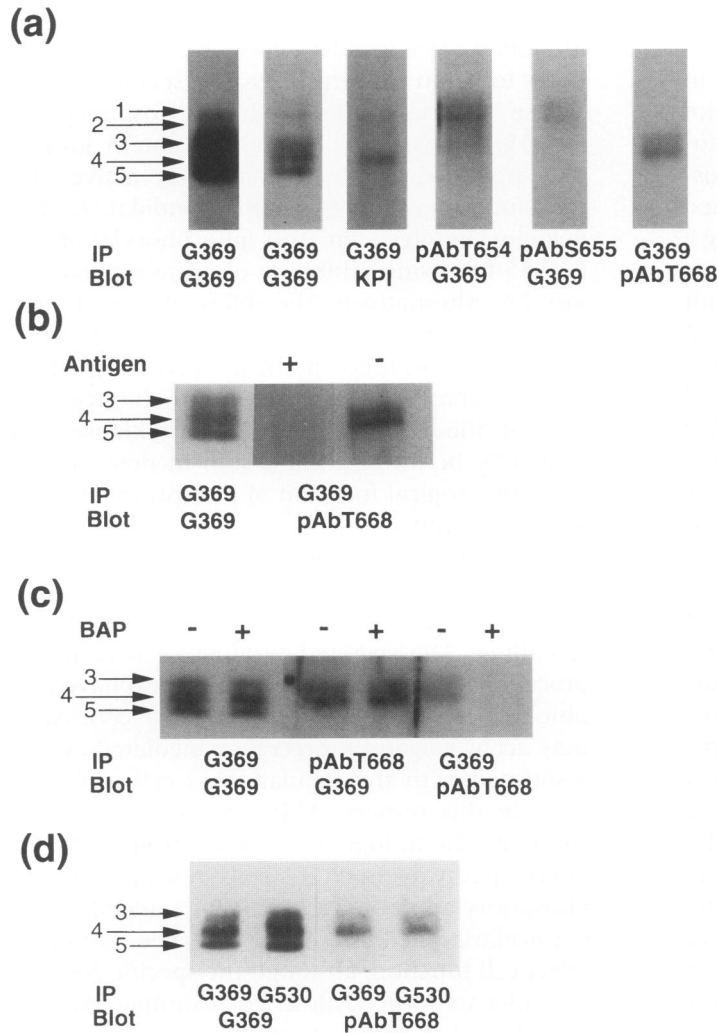 (a)
1
2
3
4
5
IP G369 G369 G369 pAbT654 pAbS655 G369
Blot G369 G369 KPI G369 G369 pAbT668
(b)
Antigen + -
3
4
5
IP G369 G369
Blot G369 pAbT668
(c)
BAP - + - + - +
3
4
5
IP G369 pAbT668 G369
Blot G369 G369 pAbT668
(d)
3
4
5
IP G369 G530 G369 G530
Blot G369 pAbT668